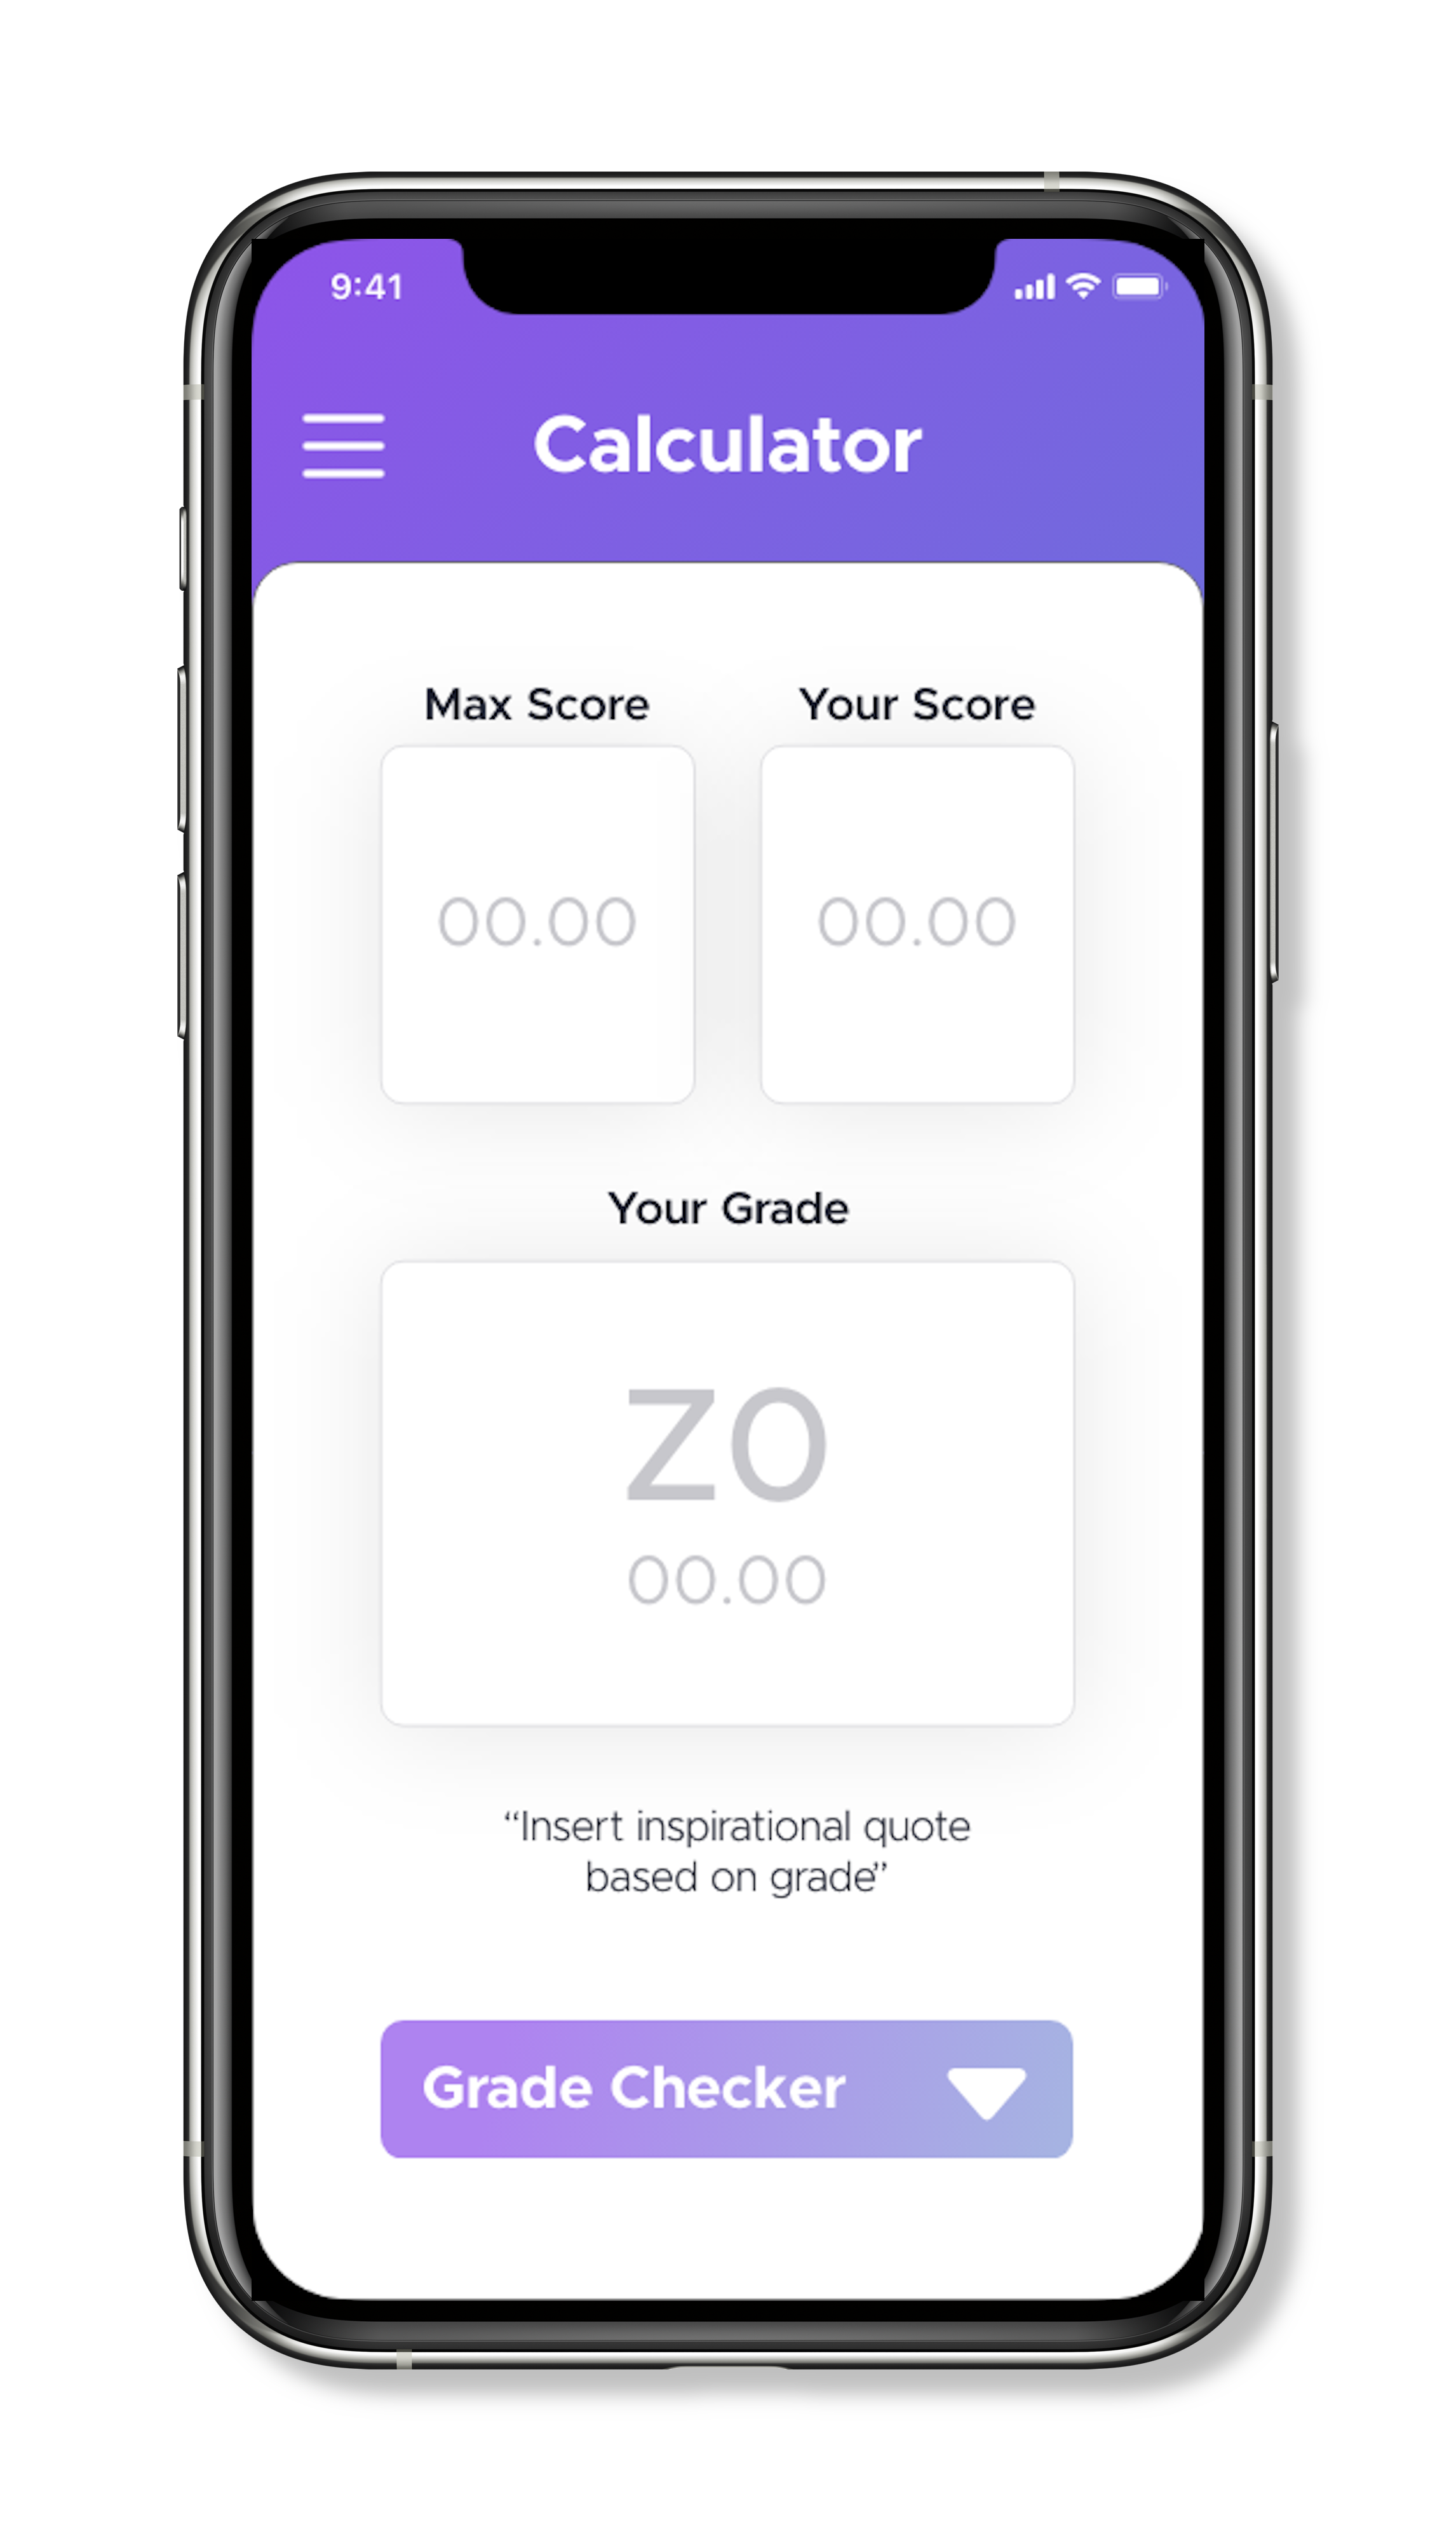 9:41
Calculator
Max Score
Your Score
00.00
00.00
Your Grade
ZO
00.00
“Insert inspirational quote
based on grade”
Grade Checker